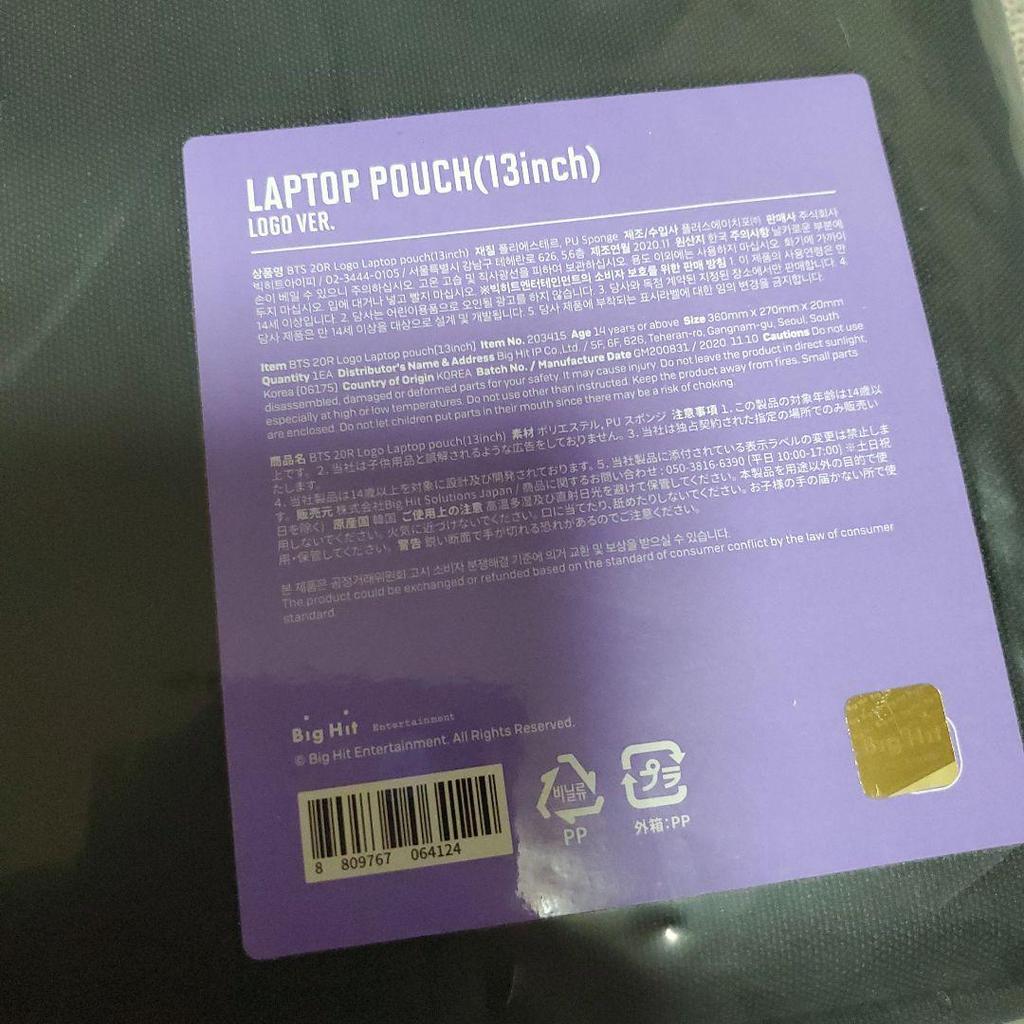 LAPTOP POUCH(13inch)
LOGO VER.
상품명 BTS 20R Logo Laptop pouch(13inch) 재질 폴리에스테르, PU Sponge 제조/수입사 플러스에이치포㈜ 판매사 주식회사
빅히트아이피 / 02-3444-0105 / 서울특별시 강남구 테헤란로 626, 5,6층 제조연월 2020.11 원산지 한국 주의사항 날카로운 부분에
손이 베일 수 있으니 주의하십시오. 고온 고습 및 직사광선을 피하여 보관하십시오. 용도 이외에는 사용하지 마십시오. 화기에 가까이
두지 마십시오. 입에 대거나 넣고 빨지 마십시오. ※빅히트엔터테인먼트의 소비자 보호를 위한 판매 방침 1. 이 제품의 사용연령은 만
14세 이상입니다. 2. 당사는 어린이용품으로 오인될 광고를 하지 않습니다. 3. 당사와 독점 계약된 지정된 장소에서만 판매합니다. 4.
당사 제품은 만 14세 이상을 대상으로 설계 및 개발됩니다. 5. 당사 제품에 부착되는 표시라벨에 대한 임의 변경을 금지합니다.
Item BTS 20R Logo Laptop pouch(13inch) Item No. 203415 Age 14 years or above Size 360mm X 270mm X 20mm
Quantity 1EA Distributor's Name & Address Big Hit IP Co.,Ltd. / 5F, 6F, 626, Teheran-ro, Gangnam-gu, Seoul, South
Korea (06175) Country of Origin KOREA Batch No. / Manufacture Date GM200831 / 2020 .11.10 Cautions Do not use
disassembled, damaged or deformed parts for your safety. It may cause injury. Do not leave the product in direct sunlight,
especially at high or low temperatures. Do not use other than instructed. Keep the product away from fires. Small parts
are enclosed. Do not let children put parts in their mouth since there may be a risk of choking.
商品名 BTS 20R Logo Laptop pouch(13inch) 素材 ポリエステル, PU スポンジ 注意事項 1. この製品の対象年齢は14歳以
上です。 2. 当社は子供用品と誤解されるような広告をしておりません。 3. 当社は独占契約された指定の場所でのみ販売い
たします。
4. 当社製品は14歳以上を対象に設計及び開発されております。 5. 当社製品に添付されている表示ラベルの変更は禁止しま
す。 販売元 株式会社Big Hit Solutions Japan / 商品に関するお問い合わせ : 050-3816-6390 (平日 10:00-17:00) ※土日祝
日を除く) 原産国 韓国 ご使用上の注意 高温多湿及び直射日光を避けて保管してください。本製品を用途以外の目的で使
用しないでください。火気に近づけないでください。口に当てたり、舐めたりしないでください。お子様の手の届かない所で使
用・保管してください。 警告 鋭い断面で手が切れる恐れがあるのでご注意ください。
본 제품은 공정거래위원회 고시 소비자 분쟁해결 기준에 의거 교환 및 보상을 받으실 수 있습니다.
The product could be exchanged or refunded based on the standard of consumer conflict by the law of consumer
standard.
Big Hit Entertainment
© Big Hit Entertainment. All Rights Reserved.
Big Hit
비닐류
プラ
PP
外箱:PP
8 809767 064124